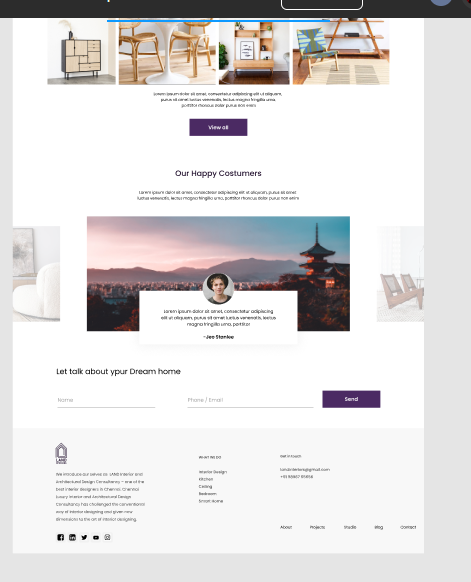 Lorem ipsum dolor sit amet, consectetur adipiscing elit ut aliquam,
purus sit amet luctus venenatis, lectus magna fringilla urna,
porttitor rhoncus dolor purus non enim
View all
Our Happy Costumers
Lorem ipsum dolor sit amet, consectetur adipiscing elit ut aliquam, purus sit amet
luctus venenatis, lectus magna fringilla urna, porttitor rhoncus dolor purus non enim
Lorem ipsum dolor sit amet, consectetur adipiscing
elit ut aliquam, purus sit amet luctus venenatis, lectus
magna fringilla urna, porttitor
-Jeo Stanlee
Let talk about ypur Dream home
Name
Phone / Email
Send
LAND
We introduce our selves as LAND Interior and
Architectural Design Consultancy - one of the
best interior designers in Chennai. Chennai
Luxury Interior and Architectural Design
Consultancy has challenged the conventional
way of interior designing and given new
dimensions to the art of interior designing.
WHAT WE DO
Interior Design
Kitchen
Ceiling
Bedroom
Smart Home
Get in touch
landinteriors@gmail.com
About
Projects
Studio
Blog
Contact